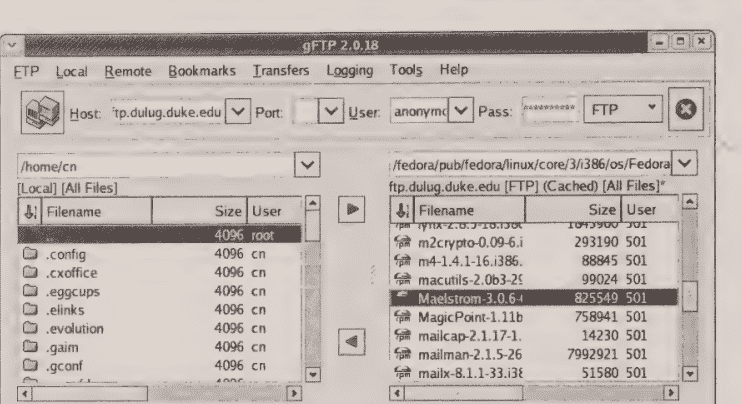 gFTP 2.0.18
FTP Local Remote Bookmarks Transfers Logging Tools Help
Host: tp.dulug.duke.edu Port: User: anonymo Pass: ********** FTP
/home/cn
[Local] [All Files]
Filename Size User
4096 root
.config 4096 cn
.cxoffice 4096 cn
.eggcups 4096 cn
.elinks 4096 cn
.evolution 4096 cn
.gaim 4096 cn
.gconf 4096 cn
/fedora/pub/fedora/linux/core/3/i386/os/Fedora
ftp.dulug.duke.edu [FTP] (Cached) [All Files]*
Filename Size User
501
m2crypto-0.09-6.i 293190 501
m4-1.4.1-16.i386. 88845 501
macutils-2.0b3-29 99024 501
Maelstrom-3.0.6- 825549 501
MagicPoint-1.11b 758941 501
mailcap-2.1.17-1. 14230 501
mailman-2.1.5-26 7992921 501
mailx-8.1.1-33.i38 51580 501